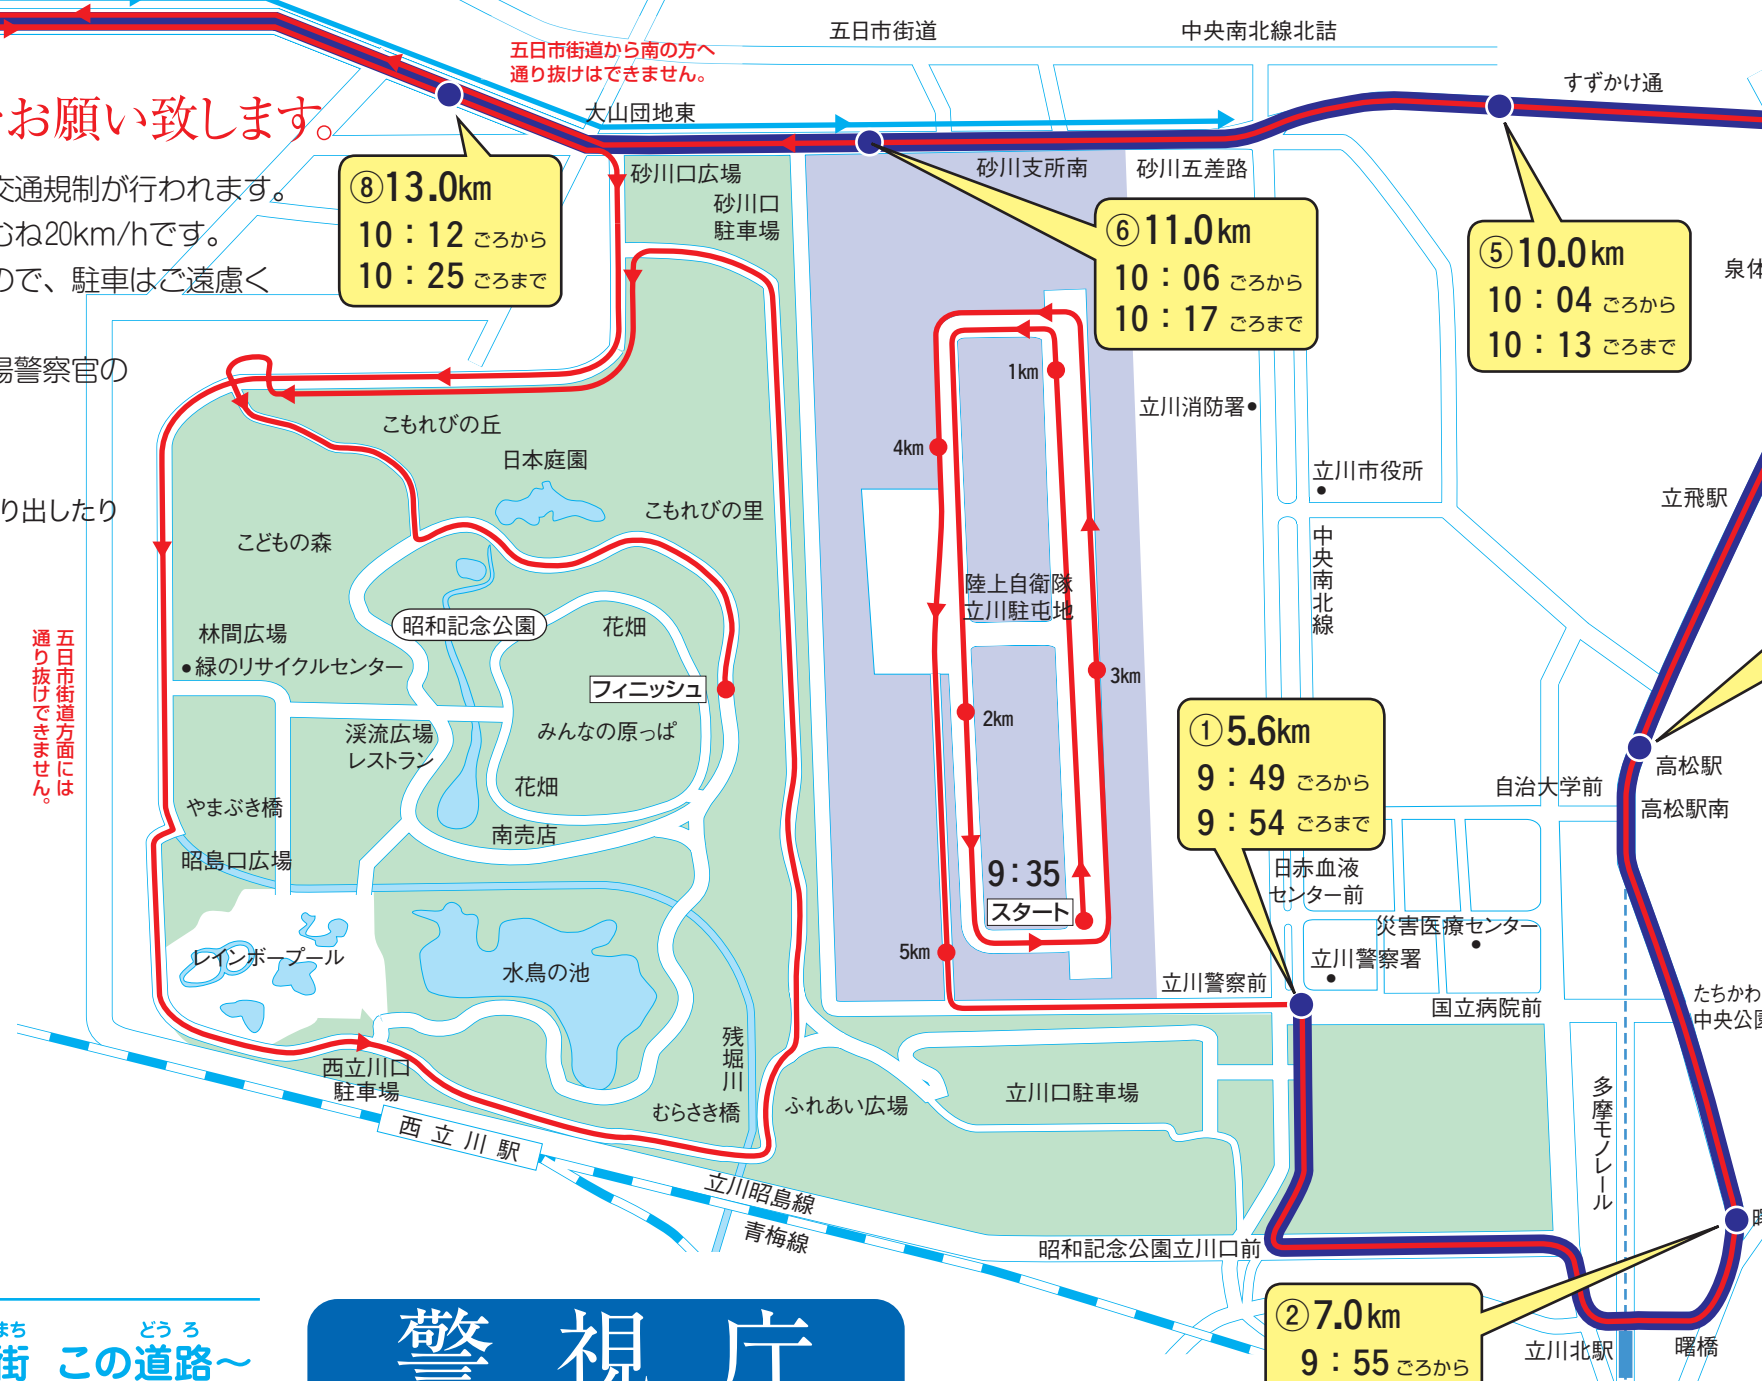 五日市街道
中央南北線北詰
五日市街道から南の方へ
通り抜けはできません。
すずかけ通
大山団地東
お願い致します。
砂川口広場
砂川支所南
砂川五差路
交通規制が行われます。
むね20km/hです。
ので、駐車はご遠慮く
⑧13.0km
10：12 ごろから
10：25 ごろまで
砂川口
駐車場
⑥11.0km
10：06 ごろから
10：17 ごろまで
⑤10.0km
10：04 ごろから
10：13 ごろまで
泉体
場警察官の
り出したり
1km
立川消防署
こもれびの丘
4km
日本庭園
立川市役所
立飛駅
こもれびの里
こどもの森
中央南北線
陸上自衛隊
立川駐屯地
昭和記念公園
花畑
林間広場
緑のリサイクルセンター
五日市街道方面には
通り抜けできません。
フィニッシュ
3km
2km
渓流広場
レストラン
みんなの原っぱ
①5.6km
9：49 ごろから
9：54 ごろまで
高松駅
花畑
自治大学前
高松駅南
やまぶき橋
南売店
昭島口広場
9：35
スタート
日赤血液
センター前
災害医療センター
5km
レインボープール
水鳥の池
立川警察署
立川警察前
国立病院前
たちかわ
中央公園
残堀川
西立川口
駐車場
むらさき橋
ふれあい広場
立川口駐車場
多摩モノレール
西立川駅
立川昭島線
青梅線
昭和記念公園立川口前
曙
②7.0km
9：55 ごろから
立川北駅
曙橋
まち どうろ
街 この道路～
警視庁